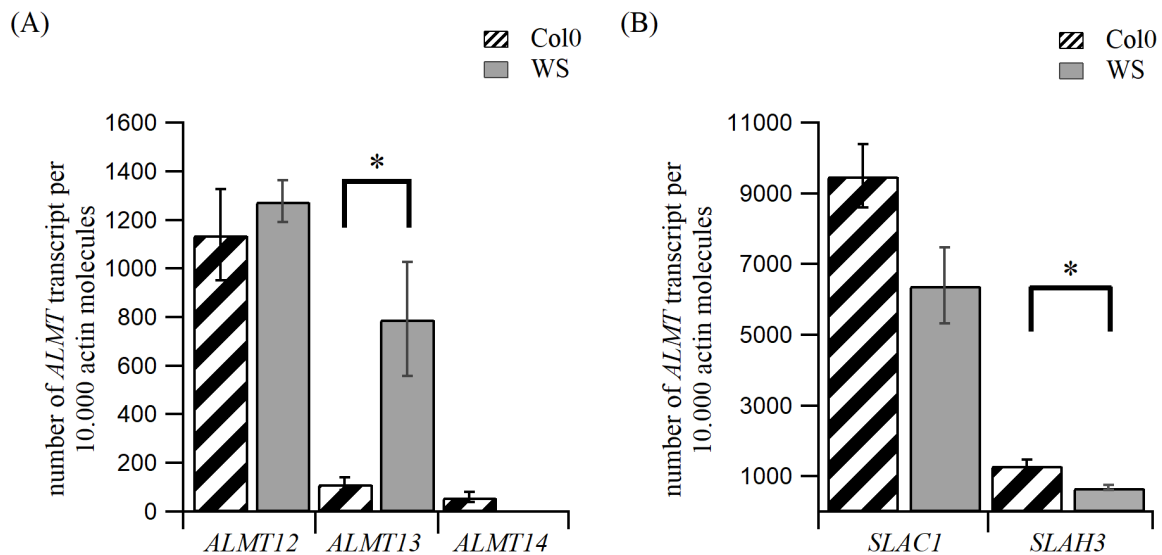 (A)
Col0
WS
number of ALMT transcript per
10.000 actin molecules
1600
1400
1200
1000
800
600
400
200
0
*
ALMT12 ALMT13 ALMT14
(B)
Col0
WS
number of ALMT transcript per
10.000 actin molecules
11000
9000
7000
5000
3000
1000
*
SLAC1 SLAH3